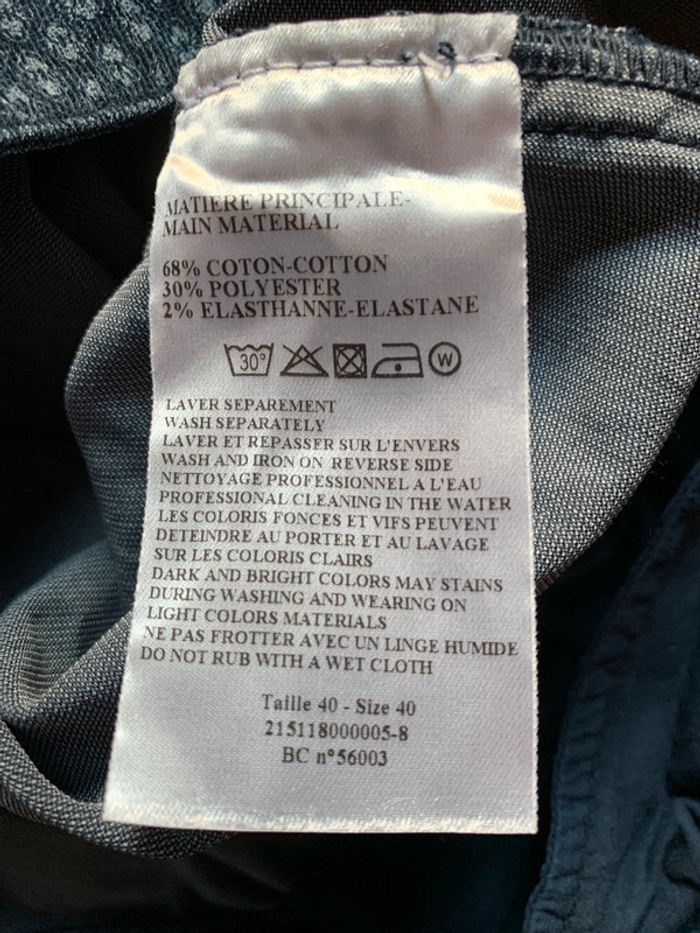 MATIERE PRINCIPALE-
MAIN MATERIAL
68% COTON-COTTON
30% POLYESTER
2% ELASTHANNE-ELASTANE
30° W
LAVER SEPAREMENT
WASH SEPARATELY
LAVER ET REPASSER SUR L'ENVERS
WASH AND IRON ON REVERSE SIDE
NETTOYAGE PROFESSIONNEL A L'EAU
PROFESSIONAL CLEANING IN THE WATER
LES COLORIS FONCES ET VIFS PEUVENT
DETEINDRE AU PORTER ET AU LAVAGE
SUR LES COLORIS CLAIRS
DARK AND BRIGHT COLORS MAY STAINS
DURING WASHING AND WEARING ON
LIGHT COLORS MATERIALS
NE PAS FROTTER AVEC UN LINGE HUMIDE
DO NOT RUB WITH A WET CLOTH
Taille 40 - Size 40
215118000005-8
BC n°56003